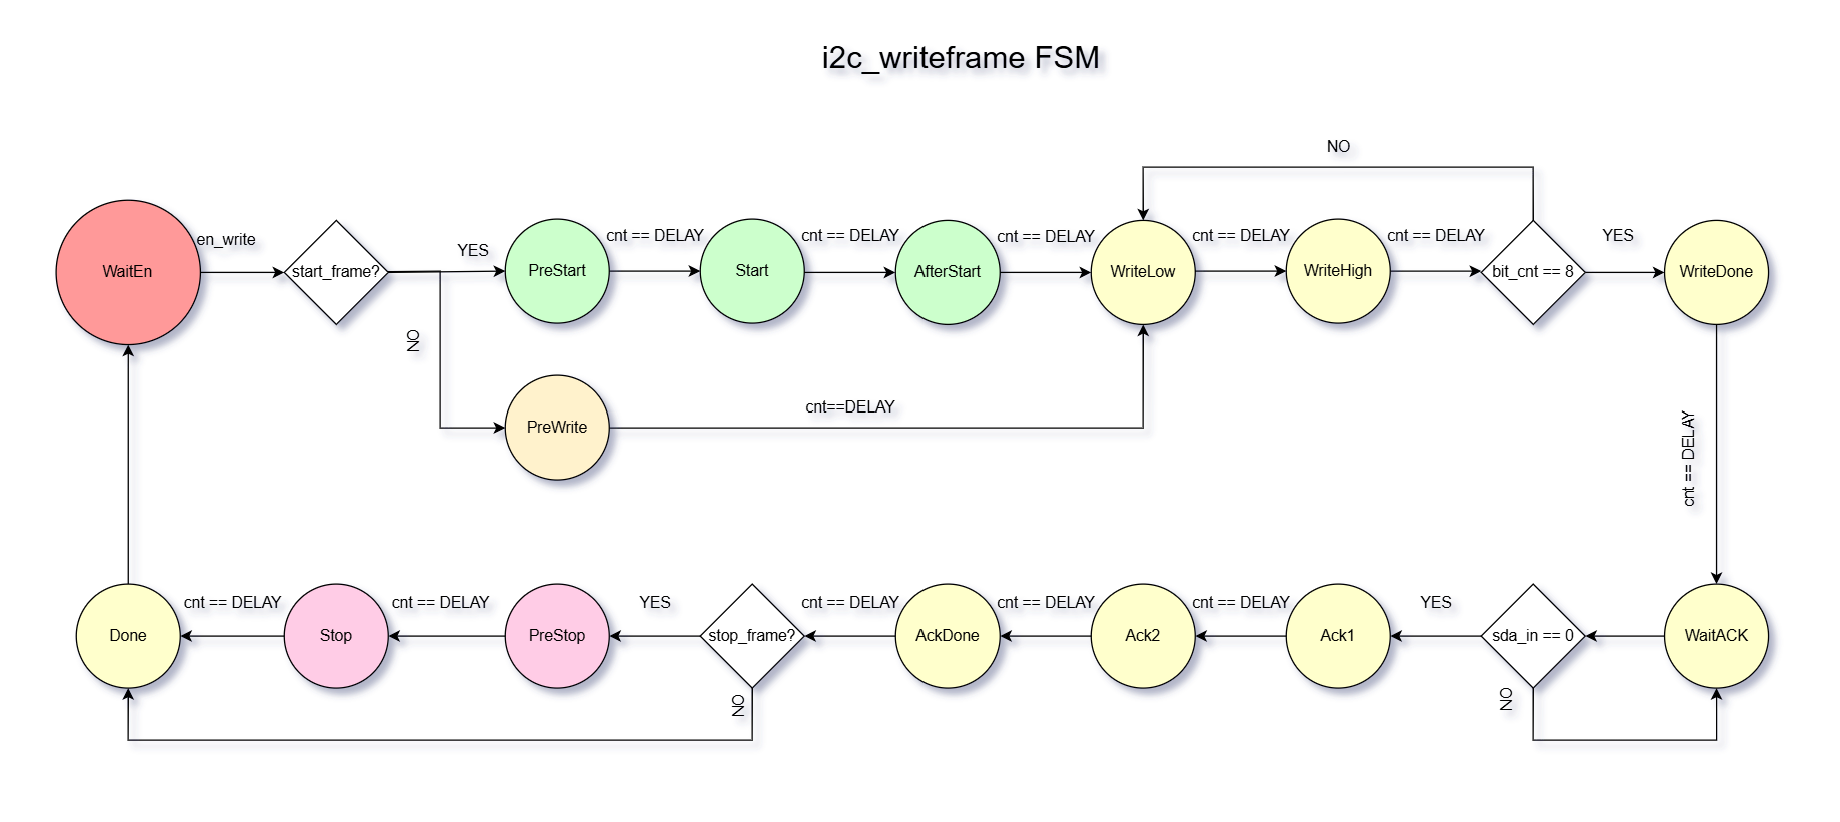 i2c_writeframe FSM
NO
WaitEn
en_write
start_frame?
YES
PreStart
cnt == DELAY
Start
cnt == DELAY
AfterStart
cnt == DELAY
WriteLow
cnt == DELAY
WriteHigh
cnt == DELAY
bit_cnt == 8
YES
WriteDone
NO
PreWrite
cnt==DELAY
cnt == DELAY
Done
cnt == DELAY
Stop
cnt == DELAY
PreStop
YES
stop_frame?
cnt == DELAY
AckDone
cnt == DELAY
Ack2
cnt == DELAY
Ack1
YES
sda_in == 0
WaitACK
NO
NO